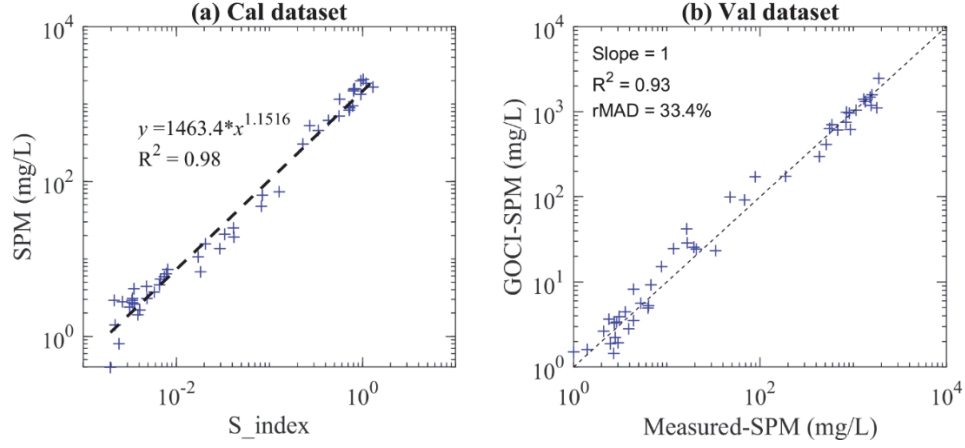 (a) Cal dataset
SPM (mg/L)
10^2
10^0
y =1463.4*x^1.1516
R^2 = 0.98
10^-2
10^0
S_index
(b) Val dataset
GOCI-SPM (mg/L)
10^4
10^3
10^2
10^1
10^0
Slope = 1
R^2 = 0.93
rMAD = 33.4%
10^0
10^2
10^4
Measured-SPM (mg/L)